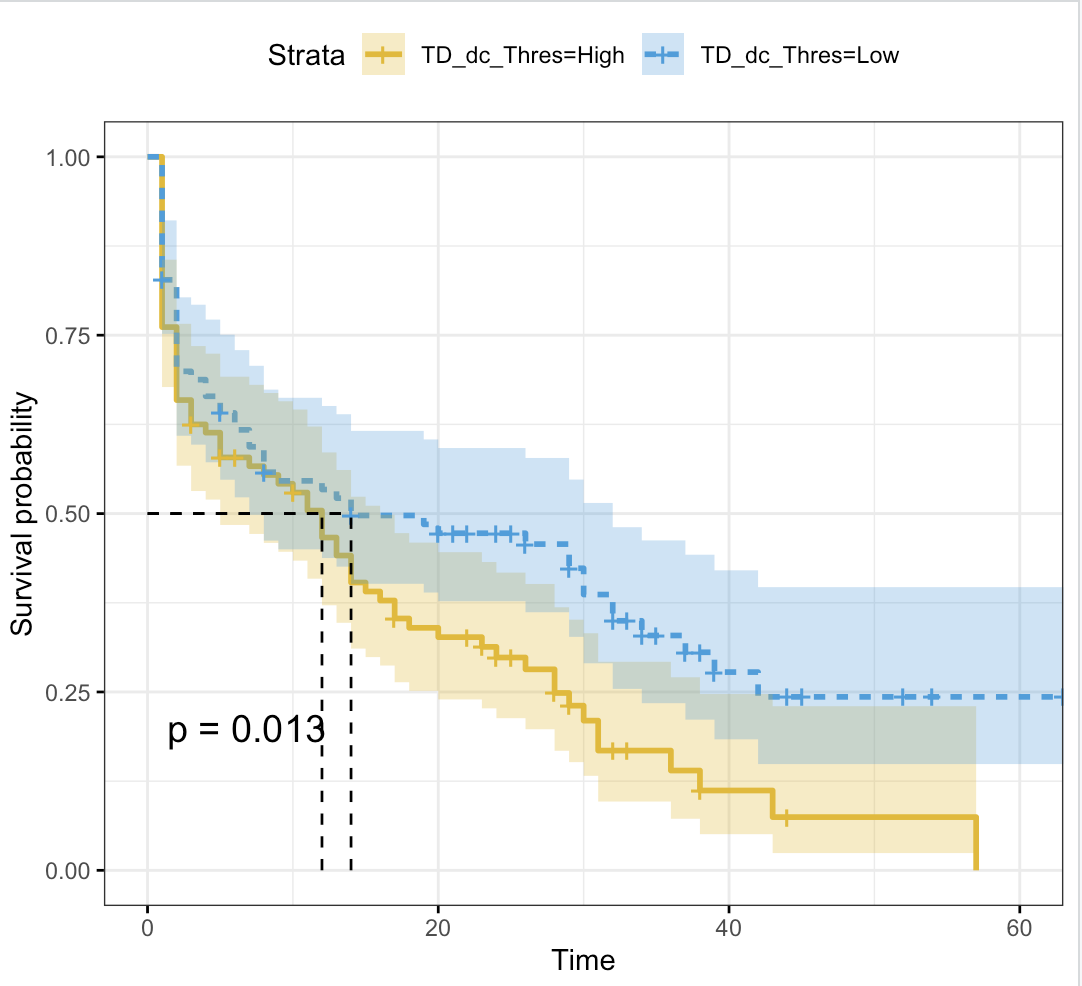 Strata TD_dc_Thres=High TD_dc_Thres=Low
1.00
0.75
0.50
0.25
0.00
Survival probability
p = 0.013
0 20 40 60
Time